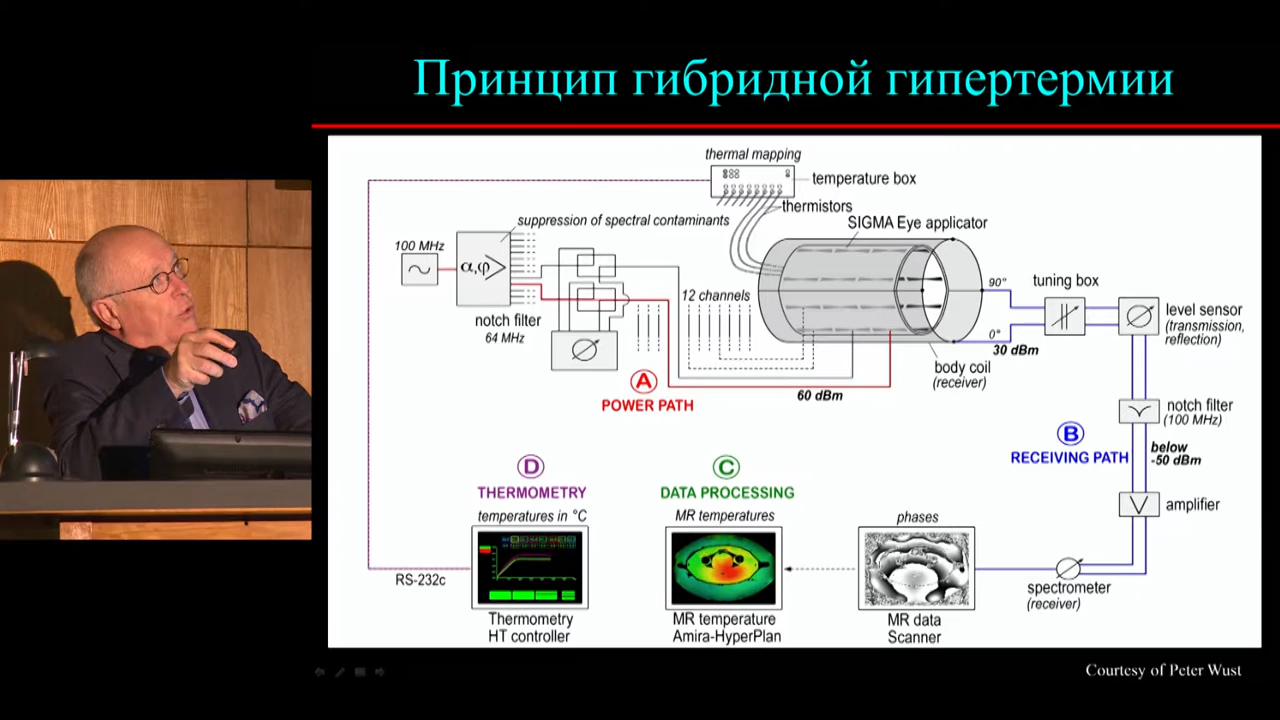 Принцип гибридной гипертермии
thermal mapping
temperature box
thermistors
suppression of spectral contaminants
SIGMA Eye applicator
100 MHz
α,φ
notch filter
64 MHz
12 channels
90°
0°
30 dBm
tuning box
level sensor
(transmission,
reflection)
body coil
(receiver)
60 dBm
A
POWER PATH
B
RECEIVING PATH
notch filter
(100 MHz)
below
-50 dBm
amplifier
spectrometer
(receiver)
D
THERMOMETRY
temperatures in °C
RS-232c
Thermometry
HT controller
C
DATA PROCESSING
MR temperatures
MR temperature
Amira-HyperPlan
phases
MR data
Scanner
Courtesy of Peter Wust